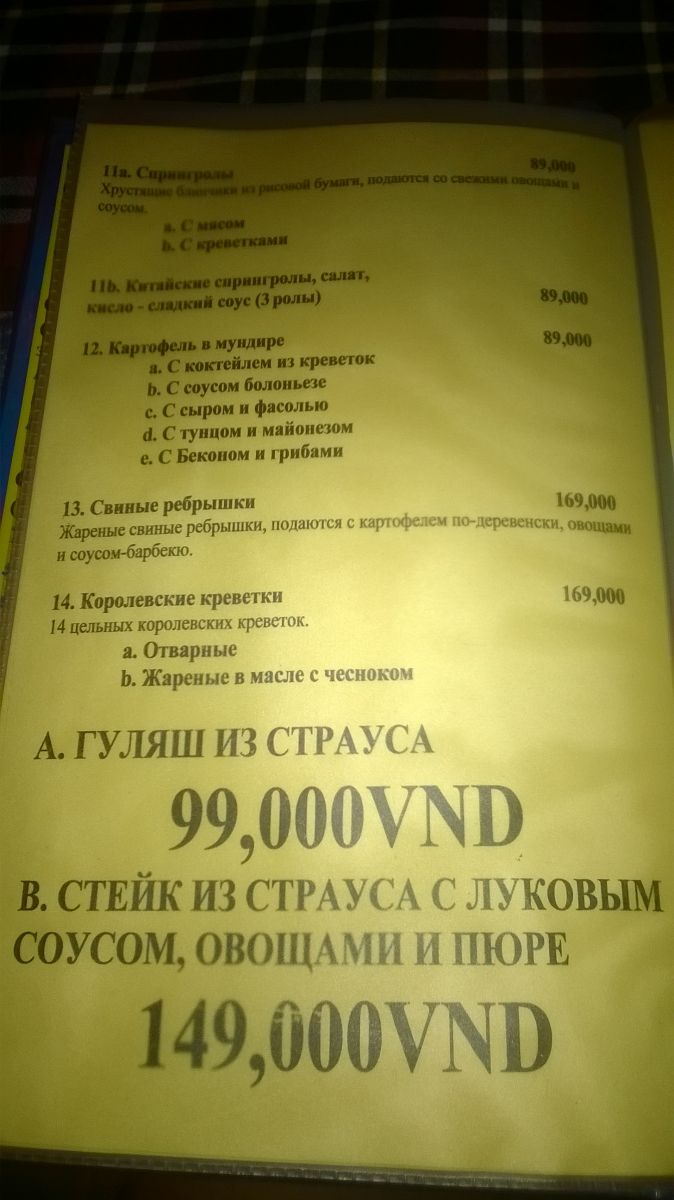 11а. Спрингролы 89,000
Хрустящие блинчики из рисовой бумаги, подаются со свежими овощами и
соусом.
a. С мясом
b. С креветками
11b. Китайские спрингролы, салат,
кисло - сладкий соус (3 ролы) 89,000
12. Картофель в мундире 89,000
a. С коктейлем из креветок
b. С соусом болоньезе
c. С сыром и фасолью
d. С тунцом и майонезом
e. С Беконом и грибами
13. Свиные ребрышки 169,000
Жареные свиные ребрышки, подаются с картофелем по-деревенски, овощами
и соусом-барбекю.
14. Королевские креветки 169,000
14 цельных королевских креветок.
a. Отварные
b. Жареные в масле с чесноком
А. ГУЛЯШ ИЗ СТРАУСА
99,000VND
В. СТЕЙК ИЗ СТРАУСА С ЛУКОВЫМ
СОУСОМ, ОВОЩАМИ И ПЮРЕ
149,000VND